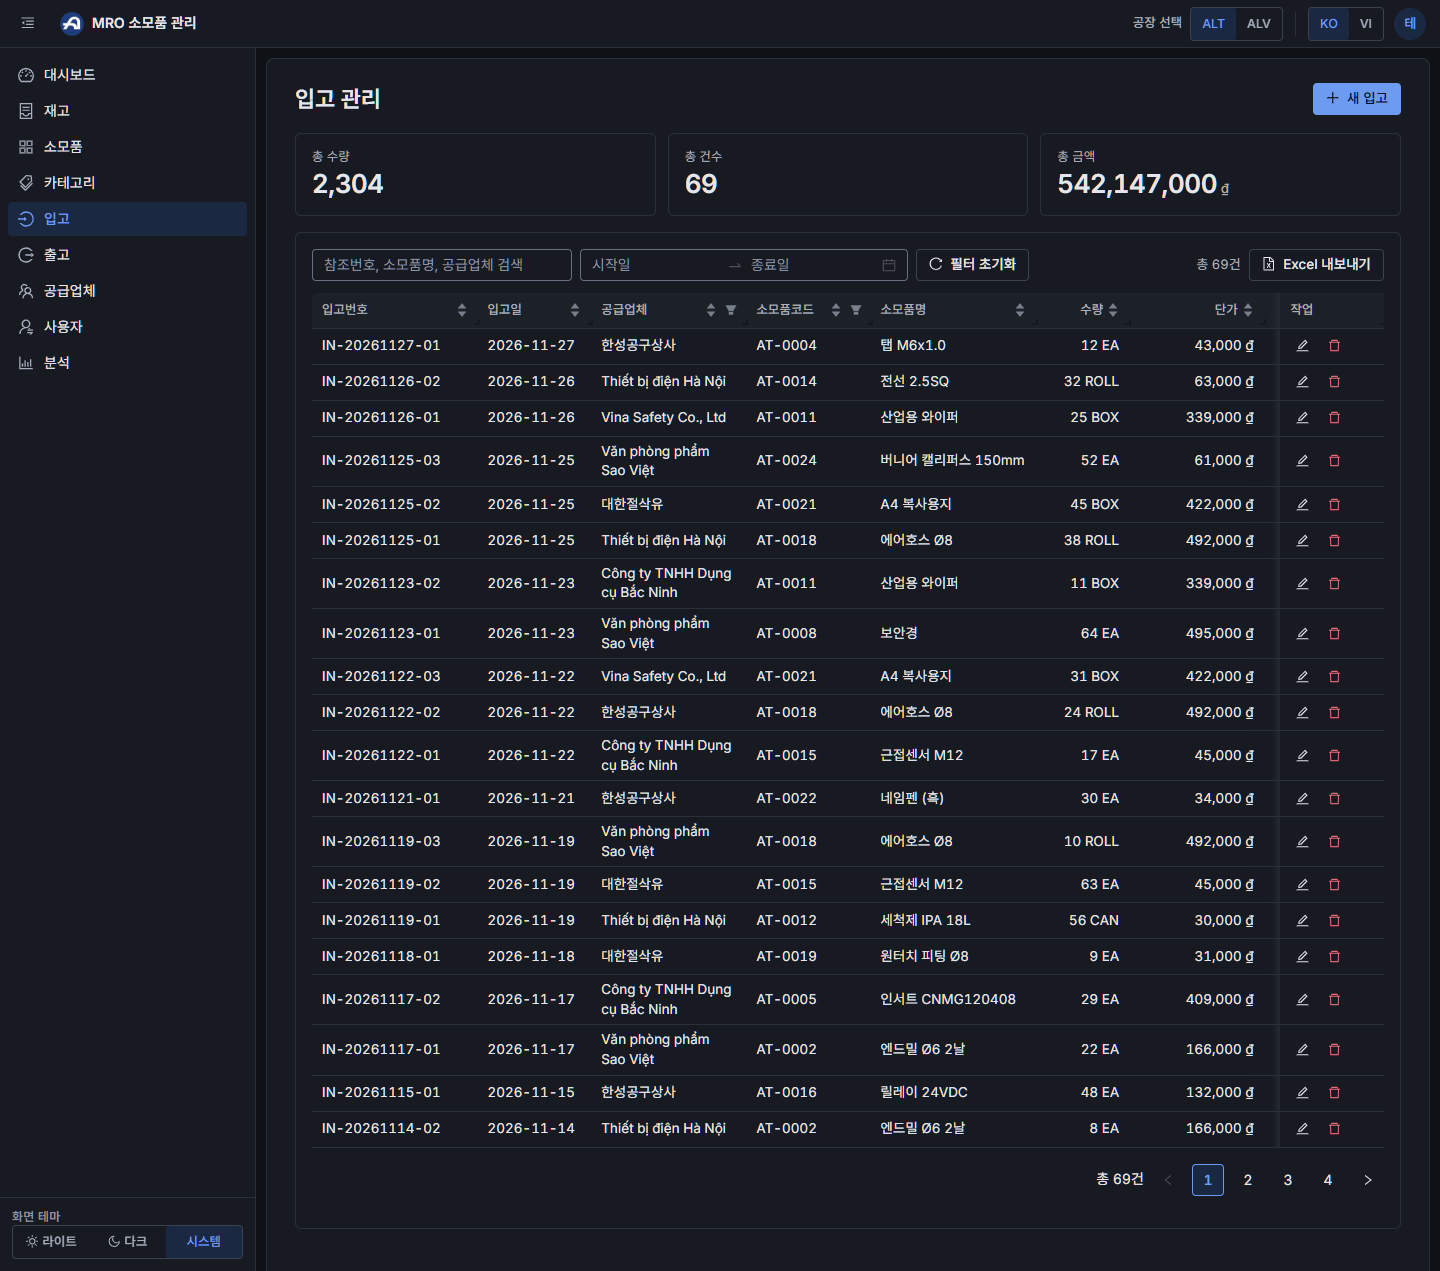 MRO 소모품 관리
공장 선택 ALT ALV KO VI 테
대시보드
재고
소모품
카테고리
입고
출고
공급업체
사용자
분석
화면 테마
라이트 다크 시스템
입고 관리
+ 새 입고
총 수량
2,304
총 건수
69
총 금액
542,147,000 ₫
참조번호, 소모품명, 공급업체 검색 시작일 → 종료일 필터 초기화 총 69건 Excel 내보내기
입고번호 입고일 공급업체 소모품코드 소모품명 수량 단가 작업
IN-20261127-01 2026-11-27 한성공구상사 AT-0004 탭 M6x1.0 12 EA 43,000 ₫
IN-20261126-02 2026-11-26 Thiết bị điện Hà Nội AT-0014 전선 2.5SQ 32 ROLL 63,000 ₫
IN-20261126-01 2026-11-26 Vina Safety Co., Ltd AT-0011 산업용 와이퍼 25 BOX 339,000 ₫
IN-20261125-03 2026-11-25 Văn phòng phẩm Sao Việt AT-0024 버니어 캘리퍼스 150mm 52 EA 61,000 ₫
IN-20261125-02 2026-11-25 대한절삭유 AT-0021 A4 복사용지 45 BOX 422,000 ₫
IN-20261125-01 2026-11-25 Thiết bị điện Hà Nội AT-0018 에어호스 Ø8 38 ROLL 492,000 ₫
IN-20261123-02 2026-11-23 Công ty TNHH Dụng cụ Bắc Ninh AT-0011 산업용 와이퍼 11 BOX 339,000 ₫
IN-20261123-01 2026-11-23 Văn phòng phẩm Sao Việt AT-0008 보안경 64 EA 495,000 ₫
IN-20261122-03 2026-11-22 Vina Safety Co., Ltd AT-0021 A4 복사용지 31 BOX 422,000 ₫
IN-20261122-02 2026-11-22 한성공구상사 AT-0018 에어호스 Ø8 24 ROLL 492,000 ₫
IN-20261122-01 2026-11-22 Công ty TNHH Dụng cụ Bắc Ninh AT-0015 근접센서 M12 17 EA 45,000 ₫
IN-20261121-01 2026-11-21 한성공구상사 AT-0022 네임펜 (흑) 30 EA 34,000 ₫
IN-20261119-03 2026-11-19 Văn phòng phẩm Sao Việt AT-0018 에어호스 Ø8 10 ROLL 492,000 ₫
IN-20261119-02 2026-11-19 대한절삭유 AT-0015 근접센서 M12 63 EA 45,000 ₫
IN-20261119-01 2026-11-19 Thiết bị điện Hà Nội AT-0012 세척제 IPA 18L 56 CAN 30,000 ₫
IN-20261118-01 2026-11-18 대한절삭유 AT-0019 원터치 피팅 Ø8 9 EA 31,000 ₫
IN-20261117-02 2026-11-17 Công ty TNHH Dụng cụ Bắc Ninh AT-0005 인서트 CNMG120408 29 EA 409,000 ₫
IN-20261117-01 2026-11-17 Văn phòng phẩm Sao Việt AT-0002 엔드밀 Ø6 2날 22 EA 166,000 ₫
IN-20261115-01 2026-11-15 한성공구상사 AT-0016 릴레이 24VDC 48 EA 132,000 ₫
IN-20261114-02 2026-11-14 Thiết bị điện Hà Nội AT-0002 엔드밀 Ø6 2날 8 EA 166,000 ₫
총 69건 < 1 2 3 4 >